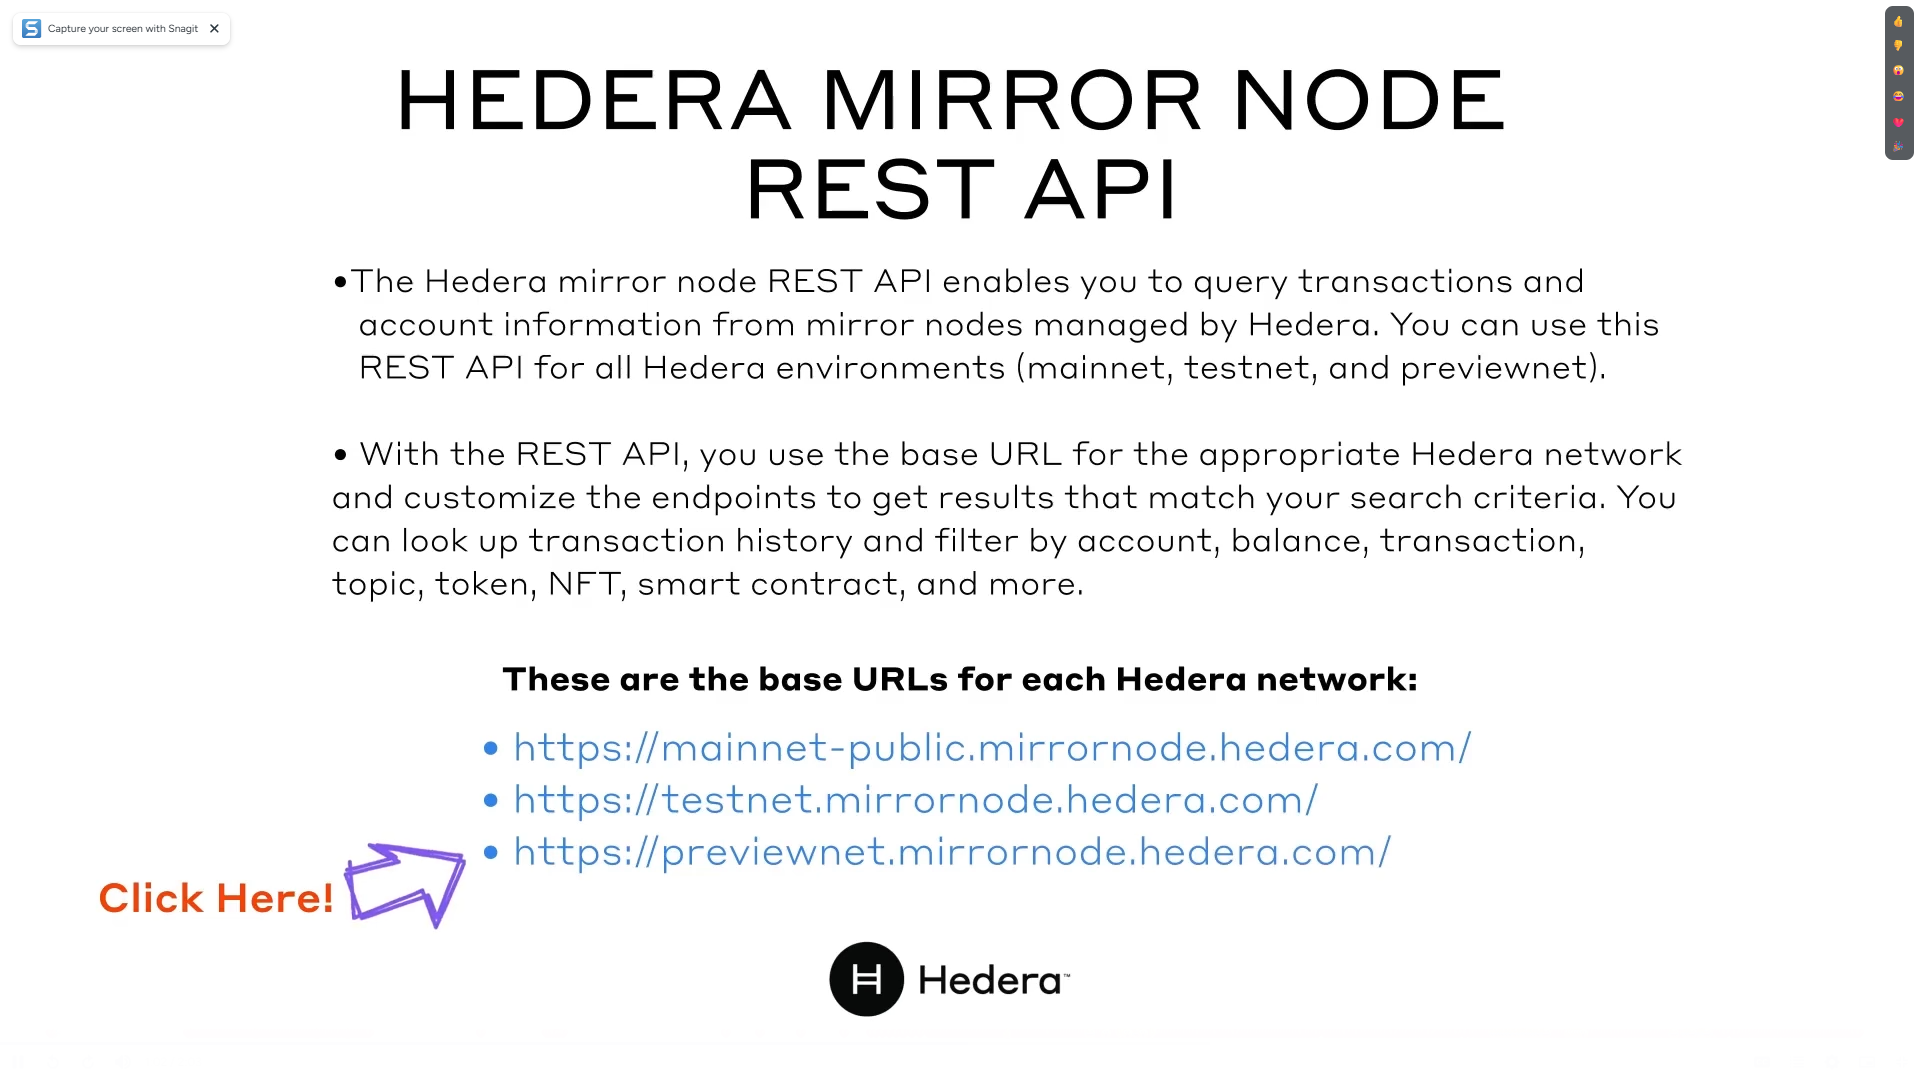 Capture your screen with Snagit
HEDERA MIRROR NODE
REST API
•The Hedera mirror node REST API enables you to query transactions and
account information from mirror nodes managed by Hedera. You can use this
REST API for all Hedera environments (mainnet, testnet, and previewnet).
• With the REST API, you use the base URL for the appropriate Hedera network
and customize the endpoints to get results that match your search criteria. You
can look up transaction history and filter by account, balance, transaction,
topic, token, NFT, smart contract, and more.
These are the base URLs for each Hedera network:
• https://mainnet-public.mirrornode.hedera.com/
• https://testnet.mirrornode.hedera.com/
• https://previewnet.mirrornode.hedera.com/
Click Here!
H Hedera™